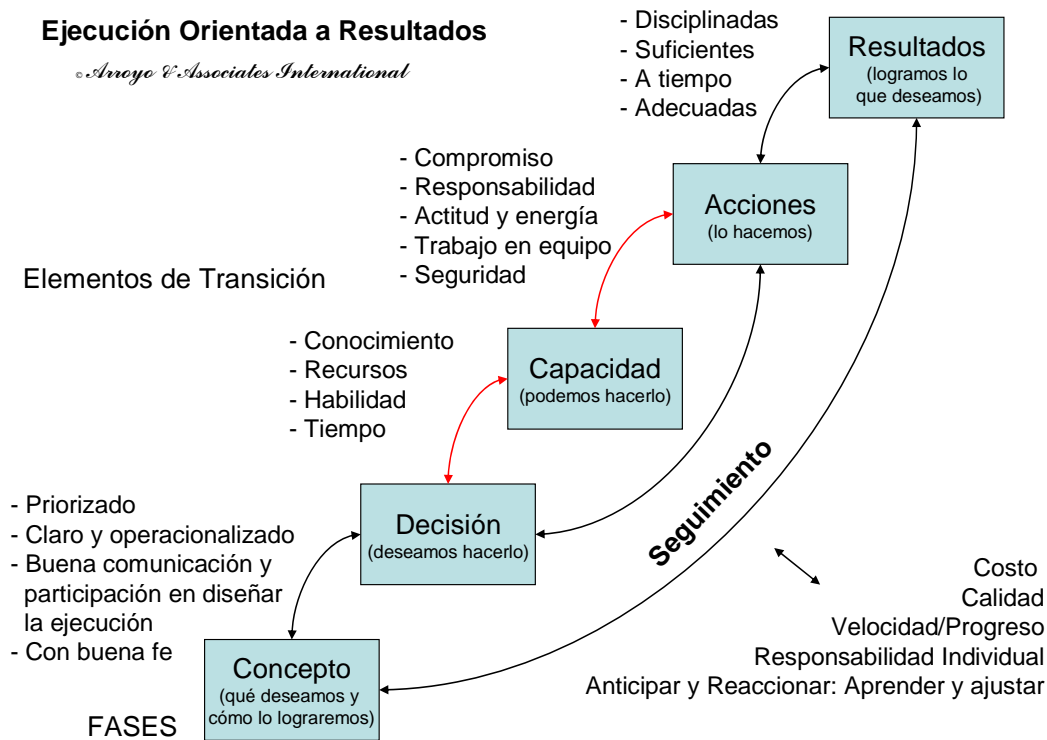 Ejecución Orientada a Resultados
© Arroyo & Associates International
- Disciplinadas
- Suficientes
- A tiempo
- Adecuadas
Resultados
(logramos lo
que deseamos)
- Compromiso
- Responsabilidad
- Actitud y energía
- Trabajo en equipo
- Seguridad
Acciones
(lo hacemos)
Elementos de Transición
- Conocimiento
- Recursos
- Habilidad
- Tiempo
Capacidad
(podemos hacerlo)
- Priorizado
- Claro y operacionalizado
- Buena comunicación y
participación en diseñar
la ejecución
- Con buena fe
Decisión
(deseamos hacerlo)
Seguimiento
Costo
Calidad
Velocidad/Progreso
Responsabilidad Individual
Anticipar y Reaccionar: Aprender y ajustar
Concepto
(qué deseamos y
cómo lo lograremos)
FASES